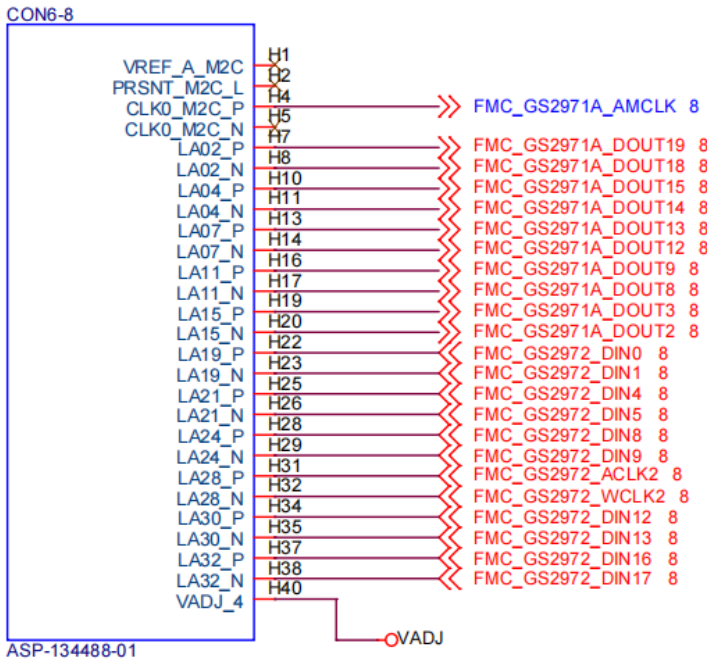 CON6-8
VREF_A_M2C H1
PRSNT_M2C_L H2
CLK0_M2C_P H4 FMC_GS2971A_AMCLK 8
CLK0_M2C_N H5
LA02_P H7 FMC_GS2971A_DOUT19 8
LA02_N H8 FMC_GS2971A_DOUT18 8
LA04_P H10 FMC_GS2971A_DOUT15 8
LA04_N H11 FMC_GS2971A_DOUT14 8
LA07_P H13 FMC_GS2971A_DOUT13 8
LA07_N H14 FMC_GS2971A_DOUT12 8
LA11_P H16 FMC_GS2971A_DOUT9 8
LA11_N H17 FMC_GS2971A_DOUT8 8
LA15_P H19 FMC_GS2971A_DOUT3 8
LA15_N H20 FMC_GS2971A_DOUT2 8
LA19_P H22 FMC_GS2972_DIN0 8
LA19_N H23 FMC_GS2972_DIN1 8
LA21_P H25 FMC_GS2972_DIN4 8
LA21_N H26 FMC_GS2972_DIN5 8
LA24_P H28 FMC_GS2972_DIN8 8
LA24_N H29 FMC_GS2972_DIN9 8
LA28_P H31 FMC_GS2972_ACLK2 8
LA28_N H32 FMC_GS2972_WCLK2 8
LA30_P H34 FMC_GS2972_DIN12 8
LA30_N H35 FMC_GS2972_DIN13 8
LA32_P H37 FMC_GS2972_DIN16 8
LA32_N H38 FMC_GS2972_DIN17 8
VADJ_4 H40
VADJ
ASP-134488-01